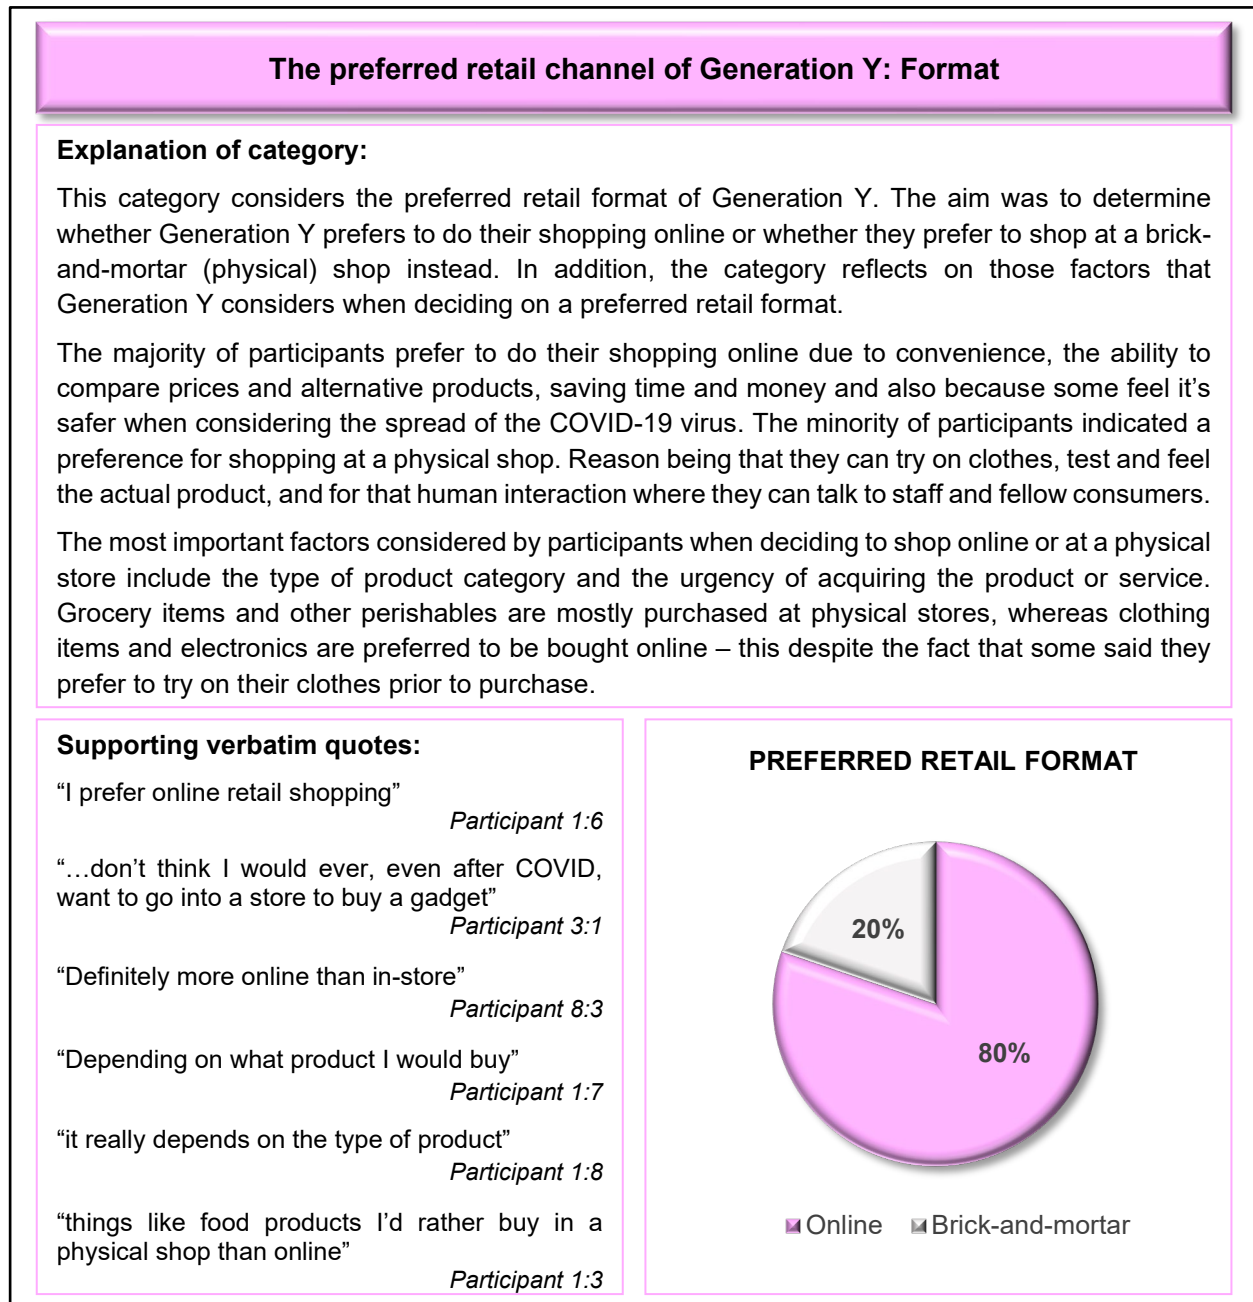 The preferred retail channel of Generation Y: Format
Explanation of category:
This category considers the preferred retail format of Generation Y. The aim was to determine
whether Generation Y prefers to do their shopping online or whether they prefer to shop at a brick-
and-mortar (physical) shop instead. In addition, the category reflects on those factors that
Generation Y considers when deciding on a preferred retail format.
The majority of participants prefer to do their shopping online due to convenience, the ability to
compare prices and alternative products, saving time and money and also because some feel it’s
safer when considering the spread of the COVID-19 virus. The minority of participants indicated a
preference for shopping at a physical shop. Reason being that they can try on clothes, test and feel
the actual product, and for that human interaction where they can talk to staff and fellow consumers.
The most important factors considered by participants when deciding to shop online or at a physical
store include the type of product category and the urgency of acquiring the product or service.
Grocery items and other perishables are mostly purchased at physical stores, whereas clothing
items and electronics are preferred to be bought online – this despite the fact that some said they
prefer to try on their clothes prior to purchase.
Supporting verbatim quotes:
“I prefer online retail shopping”
Participant 1:6
“…don’t think I would ever, even after COVID,
want to go into a store to buy a gadget”
Participant 3:1
“Definitely more online than in-store”
Participant 8:3
“Depending on what product I would buy”
Participant 1:7
“it really depends on the type of product”
Participant 1:8
“things like food products I’d rather buy in a
physical shop than online”
Participant 1:3
PREFERRED RETAIL FORMAT
20%
80%
Online Brick-and-mortar